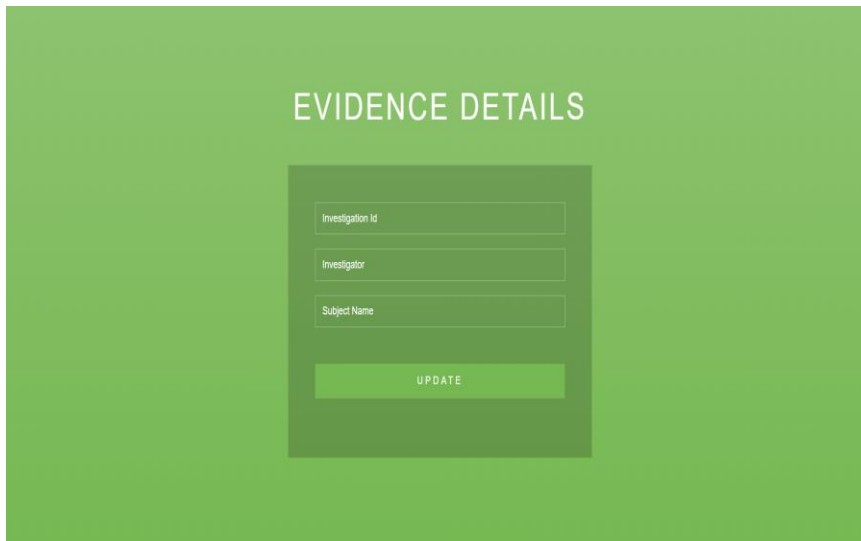 EVIDENCE DETAILS
Investigation Id
Investigator
Subject Name
UPDATE